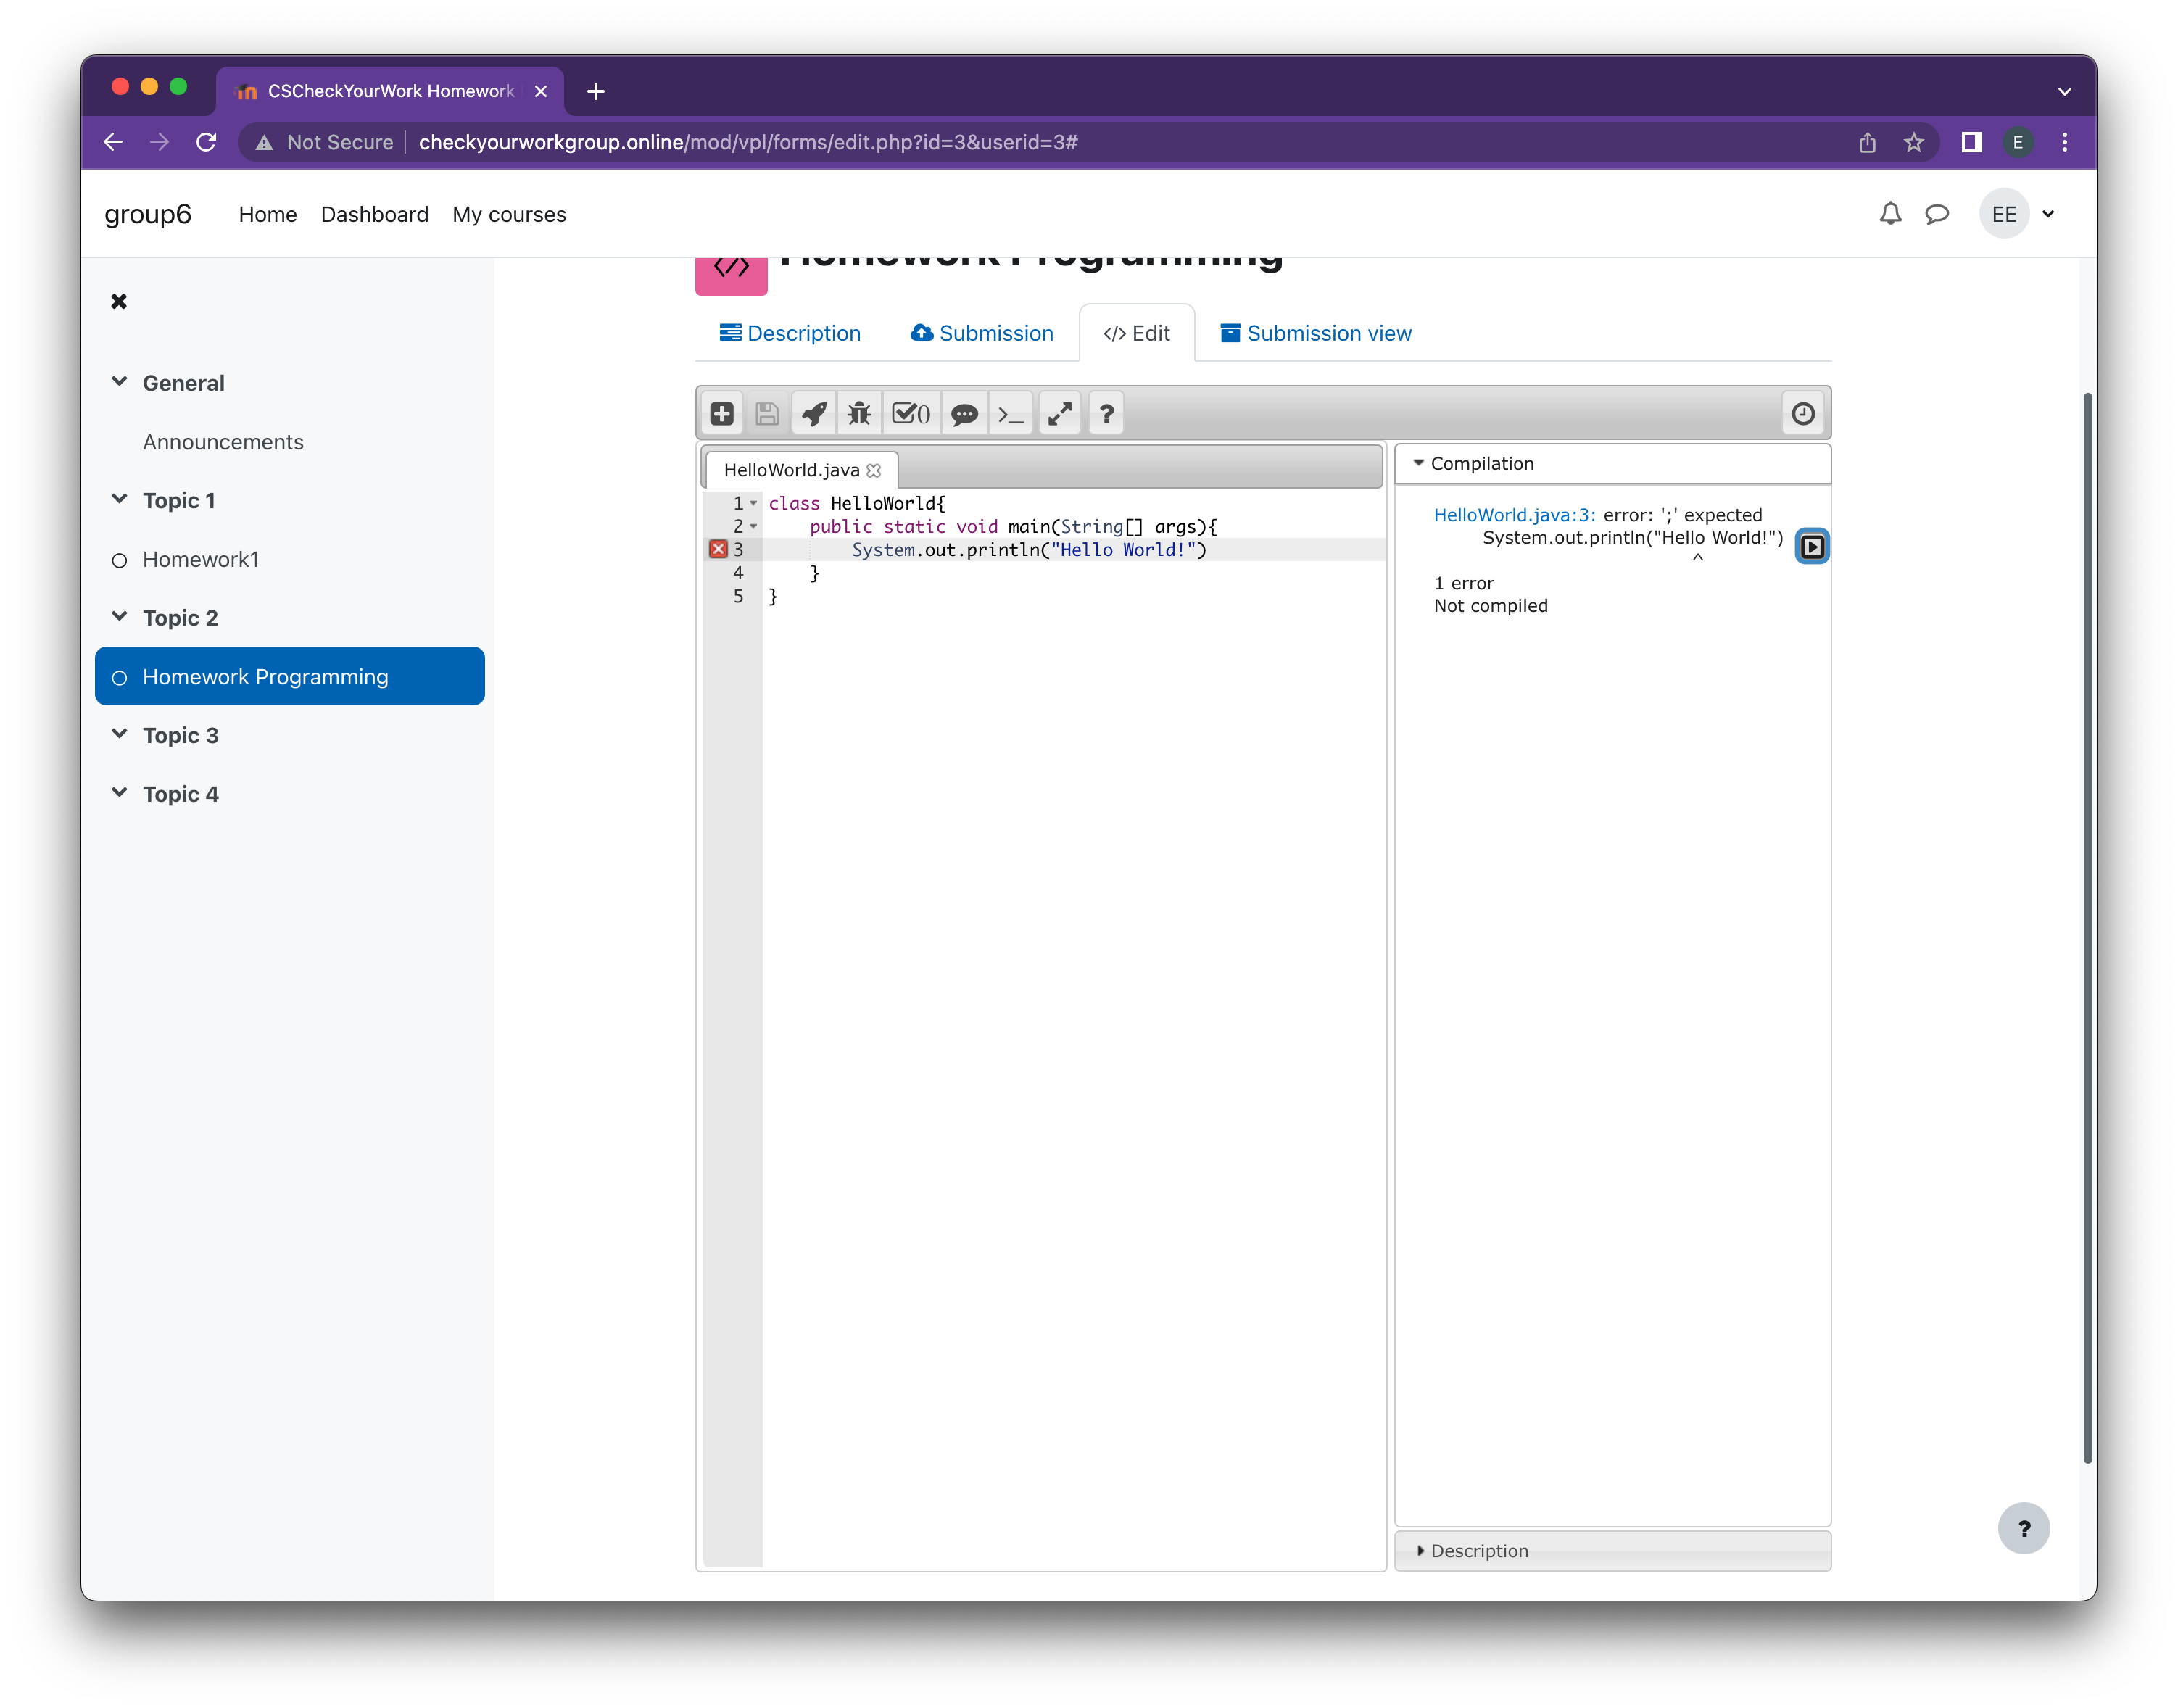 CSCheckYourWork Homework
Not Secure checkyourworkgroup.online/mod/vpl/forms/edit.php?id=3&userid=3#
E
group6 Home Dashboard My courses
EE
Homework Programming
General
Announcements
Topic 1
Homework1
Topic 2
Homework Programming
Topic 3
Topic 4
Description Submission </> Edit Submission view
0
HelloWorld.java
1 class HelloWorld{
2 public static void main(String[] args){
3 System.out.println("Hello World!")
4 }
5 }
Compilation
HelloWorld.java:3: error: ';' expected
System.out.println("Hello World!")
^
1 error
Not compiled
Description
?